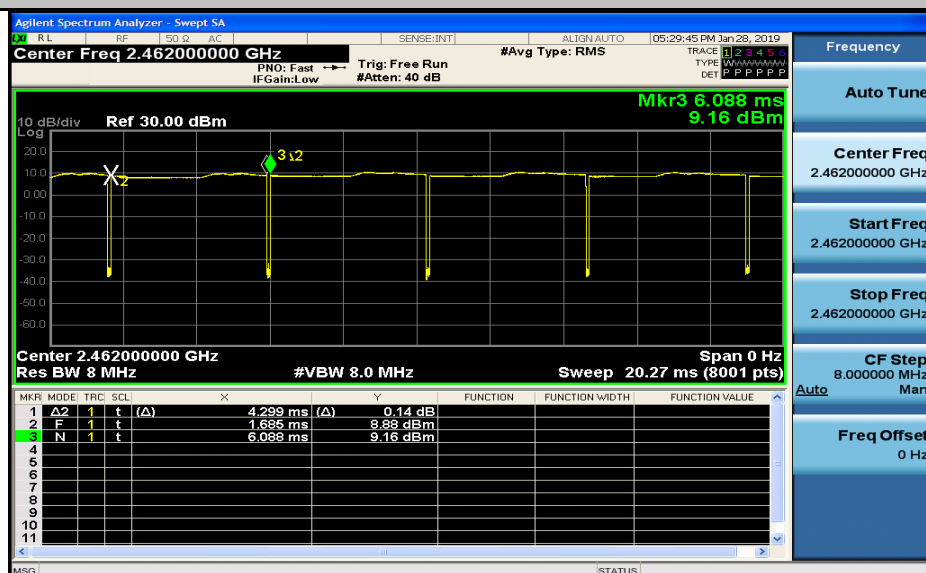 Agilent Spectrum Analyzer - Swept SA
LXI RL RF 50 Ω AC SENSE:INT ALIGN AUTO 05:29:45 PM Jan 28, 2019
Center Freq 2.462000000 GHz #Avg Type: RMS TRACE 1 2 3 4 5 6
PNO: Fast Trig: Free Run TYPE WWWWWW
IFGain:Low #Atten: 40 dB DET P P P P P P
Mkr3 6.088 ms
10 dB/div Ref 30.00 dBm 9.16 dBm
Log
20.0
10.0
0.00
-10.0
-20.0
-30.0
-40.0
-50.0
-60.0
X2
3Δ2
Center 2.462000000 GHz Span 0 Hz
Res BW 8 MHz #VBW 8.0 MHz Sweep 20.27 ms (8001 pts)
MKR MODE TRC SCL X Y FUNCTION FUNCTION WIDTH FUNCTION VALUE
1 Δ2 1 t (Δ) 4.299 ms (Δ) 0.14 dB
2 F 1 t 1.685 ms 8.88 dBm
3 N 1 t 6.088 ms 9.16 dBm
4
5
6
7
8
9
10
11
MSG STATUS
Frequency
Auto Tune
Center Freq
2.462000000 GHz
Start Freq
2.462000000 GHz
Stop Freq
2.462000000 GHz
CF Step
8.000000 MHz
Auto Man
Freq Offset
0 Hz